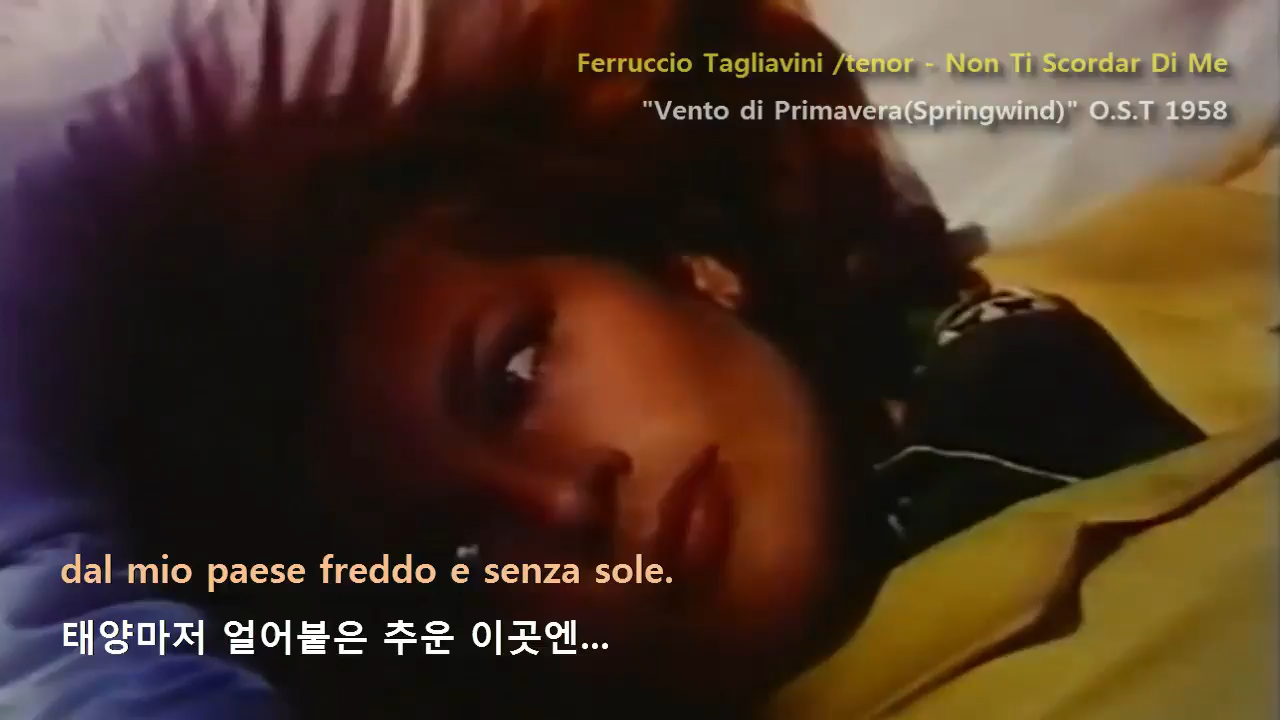 Ferruccio Tagliavini /tenor - Non Ti Scordar Di Me
"Vento di Primavera(Springwind)" O.S.T 1958
dal mio paese freddo e senza sole.
태양마저 얼어붙은 추운 이곳엔...